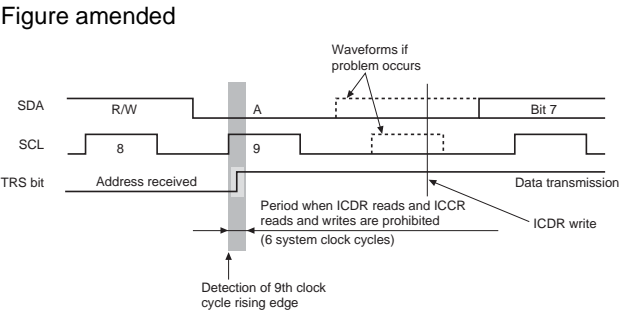 Figure amended
Waveforms if
problem occurs
SDA
R/W
A
Bit 7
SCL
8
9
TRS bit
Address received
Data transmission
Period when ICDR reads and ICCR
reads and writes are prohibited
(6 system clock cycles)
ICDR write
Detection of 9th clock
cycle rising edge